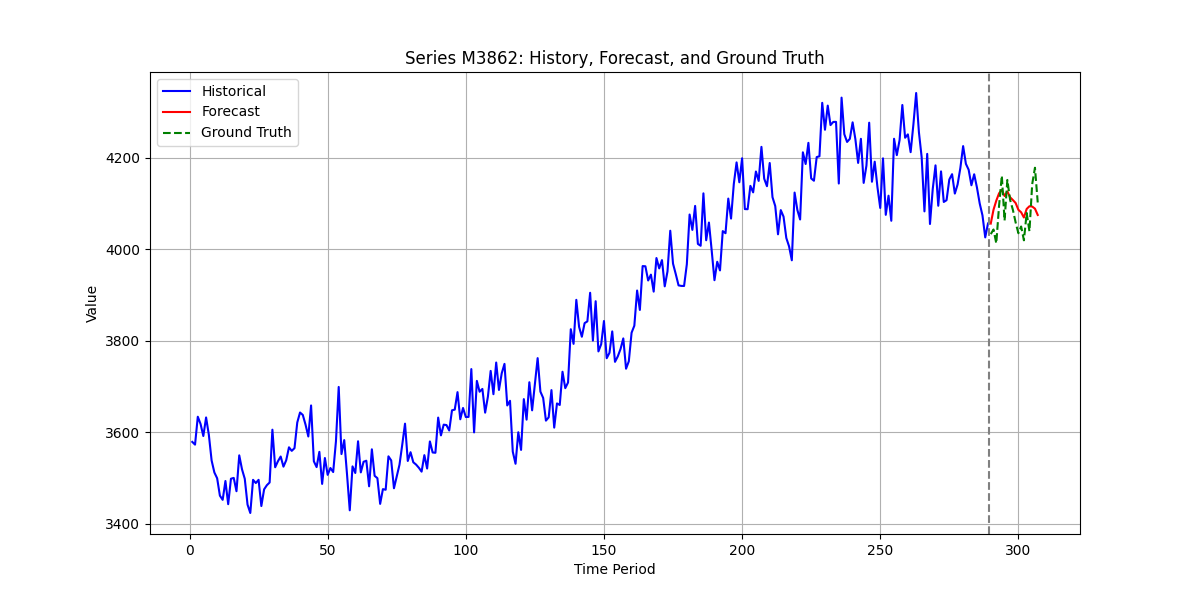 Series M3862: History, Forecast, and Ground Truth
Historical
Forecast
Ground Truth
4200
4000
3800
3600
3400
Value
0 50 100 150 200 250 300
Time Period